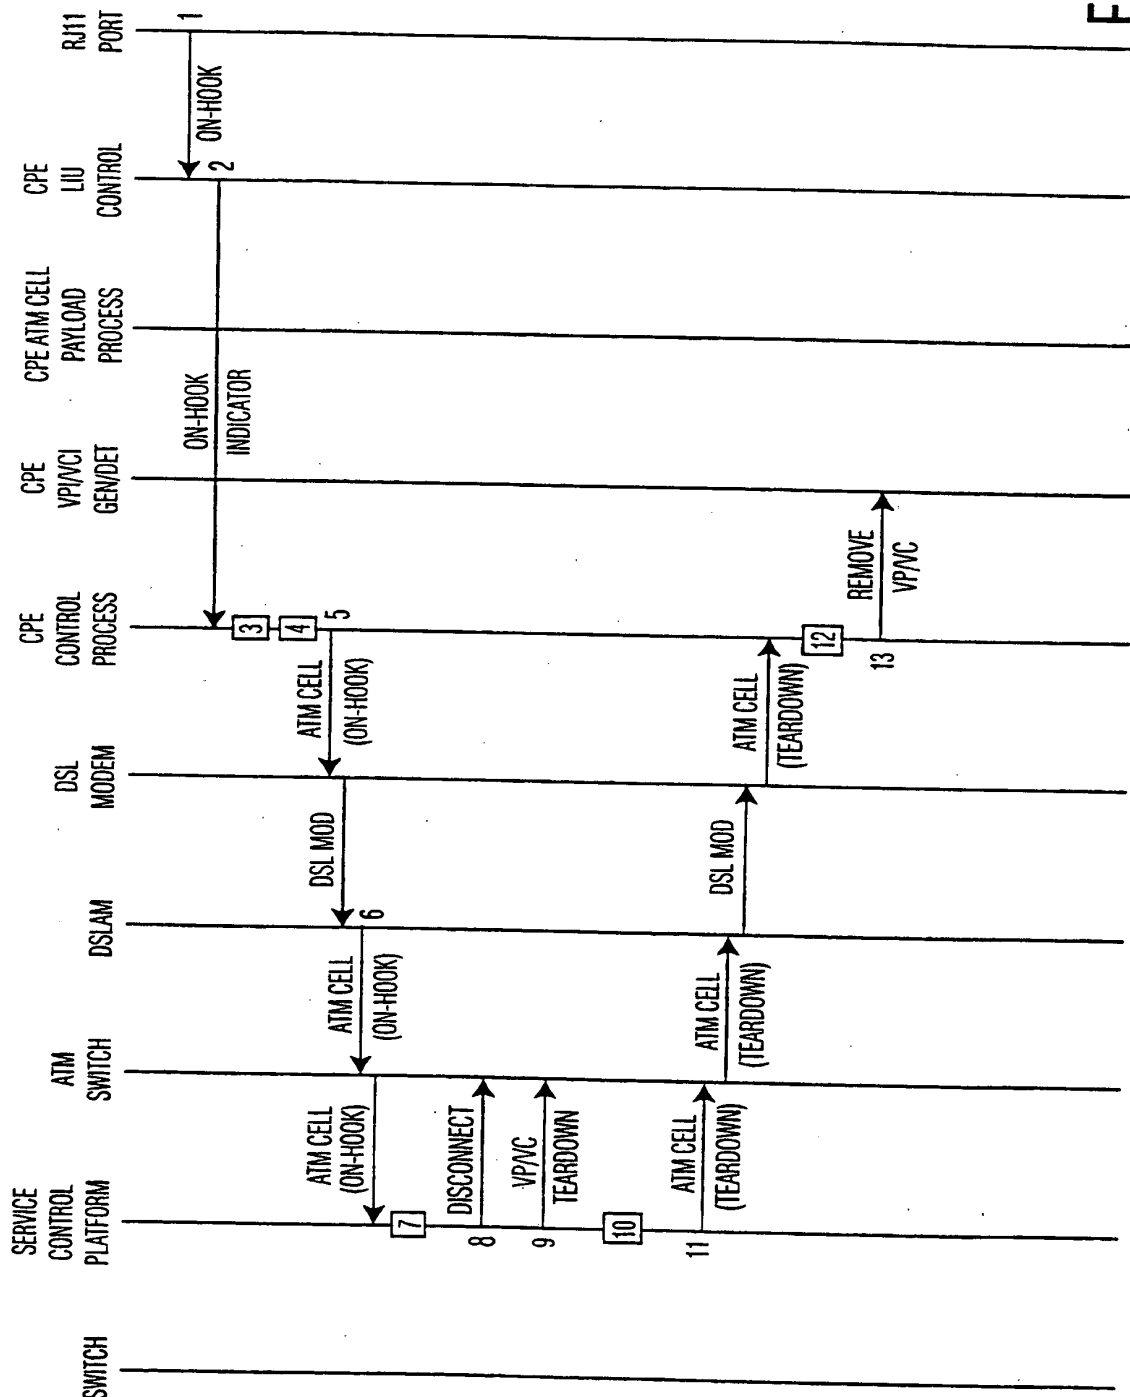 SWITCH
SERVICE
CONTROL
PLATFORM
ATM
SWITCH
DSLAM
DSL
MODEM
CPE
CONTROL
PROCESS
CPE
VPI/VCI
GEN/DET
CPE ATM CELL
PAYLOAD
PROCESS
CPE
LIU
CONTROL
RJ11
PORT
1
ON-HOOK
2
ON-HOOK
INDICATOR
3
4
5
ATM CELL
(ON-HOOK)
DSL MOD
6
ATM CELL
(ON-HOOK)
ATM CELL
(ON-HOOK)
7
8
DISCONNECT
9
VP/VC
TEARDOWN
10
11
ATM CELL
(TEARDOWN)
ATM CELL
(TEARDOWN)
DSL MOD
ATM CELL
(TEARDOWN)
12
13
REMOVE
VP/VC